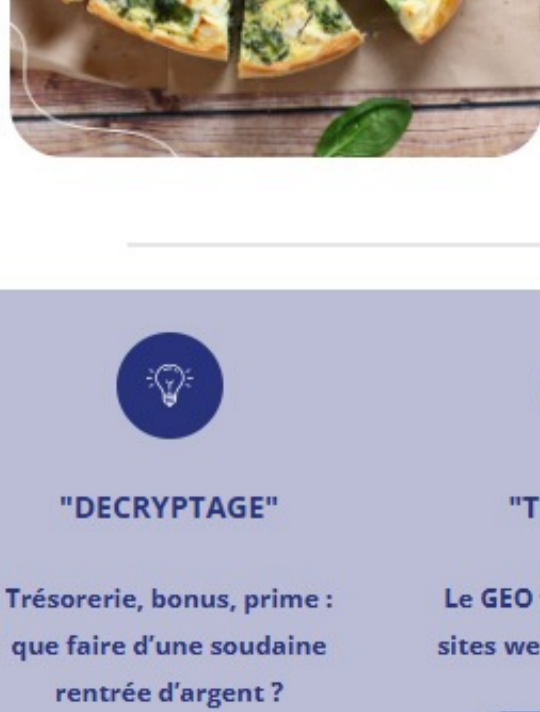 "DECRYPTAGE"
Trésorerie, bonus, prime :
que faire d’une soudaine
rentrée d’argent ?
"T
Le GEO
sites we